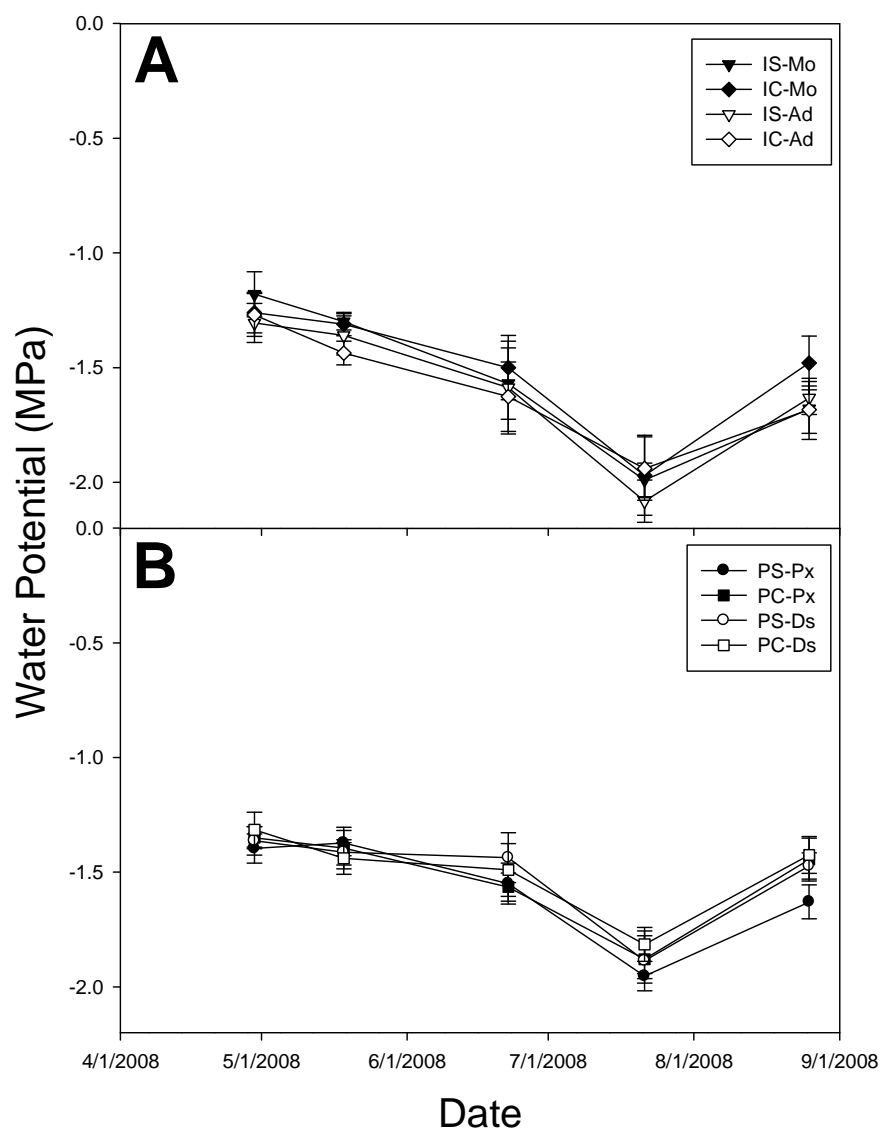 0.0
A
IS-Mo
IC-Mo
IS-Ad
IC-Ad
-0.5
-1.0
-1.5
-2.0
Water Potential (MPa)
0.0
B
PS-Px
PC-Px
PS-Ds
PC-Ds
-0.5
-1.0
-1.5
-2.0
4/1/2008 5/1/2008 6/1/2008 7/1/2008 8/1/2008 9/1/2008
Date